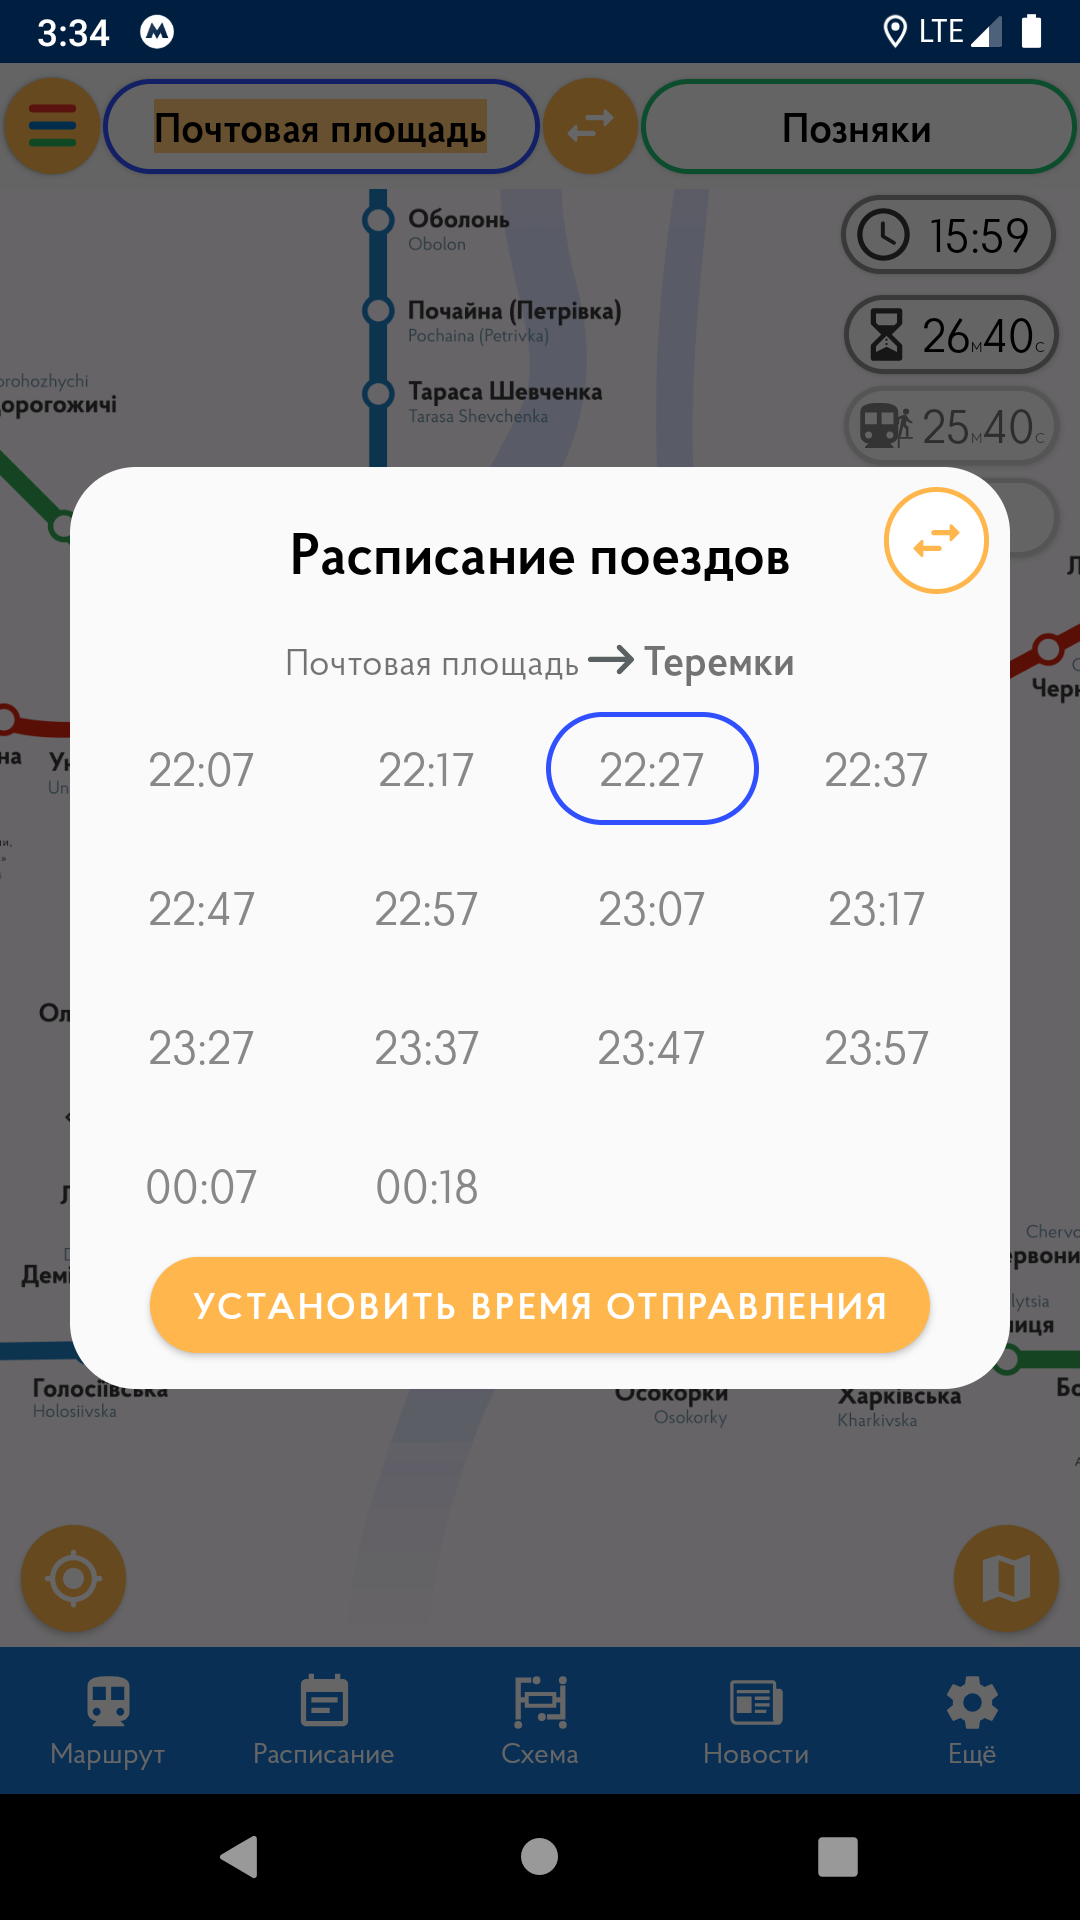 3:34
LTE
Почтовая площадь
Позняки
Оболонь
Obolon
15:59
Почайна (Петрівка)
Pochaina (Petrivka)
26м40с
Тараса Шевченка
Tarasa Shevchenka
25м40с
Расписание поездов
Почтовая площадь → Теремки
22:07 22:17 22:27 22:37
22:47 22:57 23:07 23:17
23:27 23:37 23:47 23:57
00:07 00:18
УСТАНОВИТЬ ВРЕМЯ ОТПРАВЛЕНИЯ
Голосіївська
Holosiivska
Осокорки
Osokorky
Харківська
Kharkivska
Маршрут
Расписание
Схема
Новости
Ещё